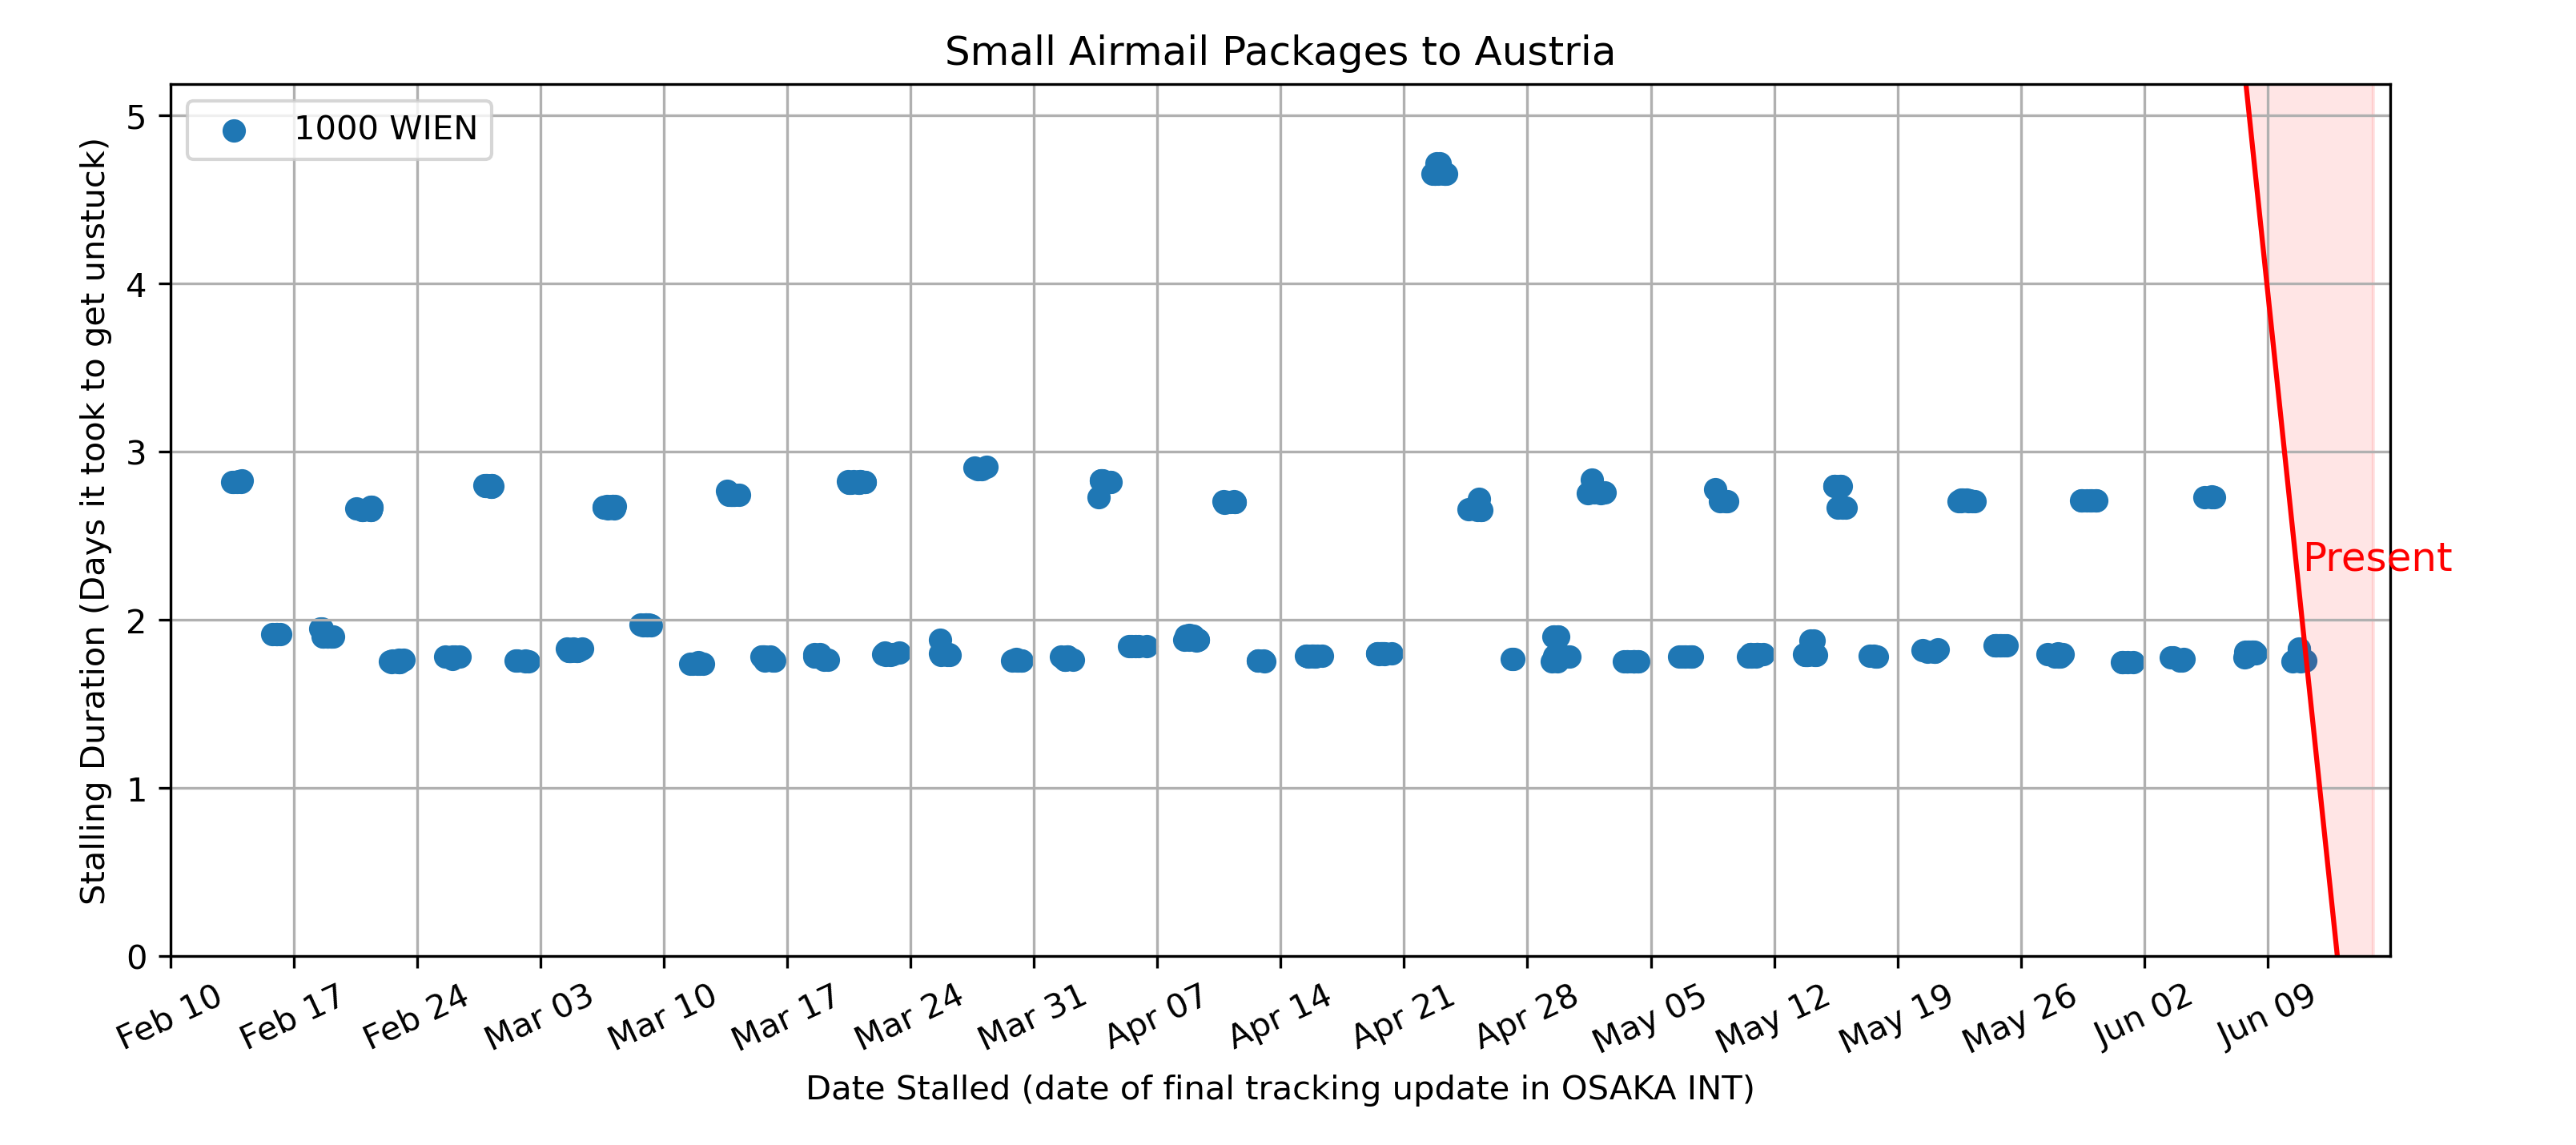 Small Airmail Packages to Austria
1000 WIEN
Stalling Duration (Days it took to get unstuck)
5
4
3
2
1
0
Present
Feb 10
Feb 17
Feb 24
Mar 03
Mar 10
Mar 17
Mar 24
Mar 31
Apr 07
Apr 14
Apr 21
Apr 28
May 05
May 12
May 19
May 26
Jun 02
Jun 09
Date Stalled (date of final tracking update in OSAKA INT)